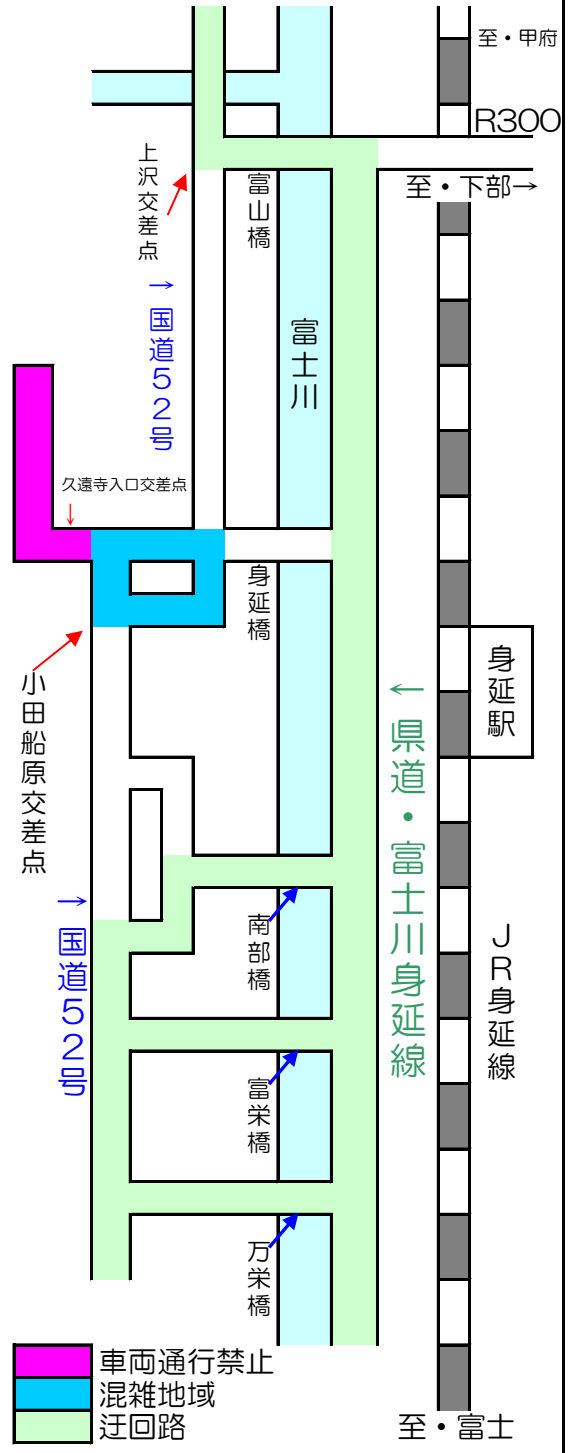 至・甲府
R300
至・下部→
上沢交差点
富山橋
→国道52号
富士川
久遠寺入口交差点
↓
身延橋
小田船原交差点
身延駅
←県道・富士川身延線
南部橋
→国道52号
JR身延線
富栄橋
万栄橋
車両通行禁止
混雑地域
迂回路
至・富士